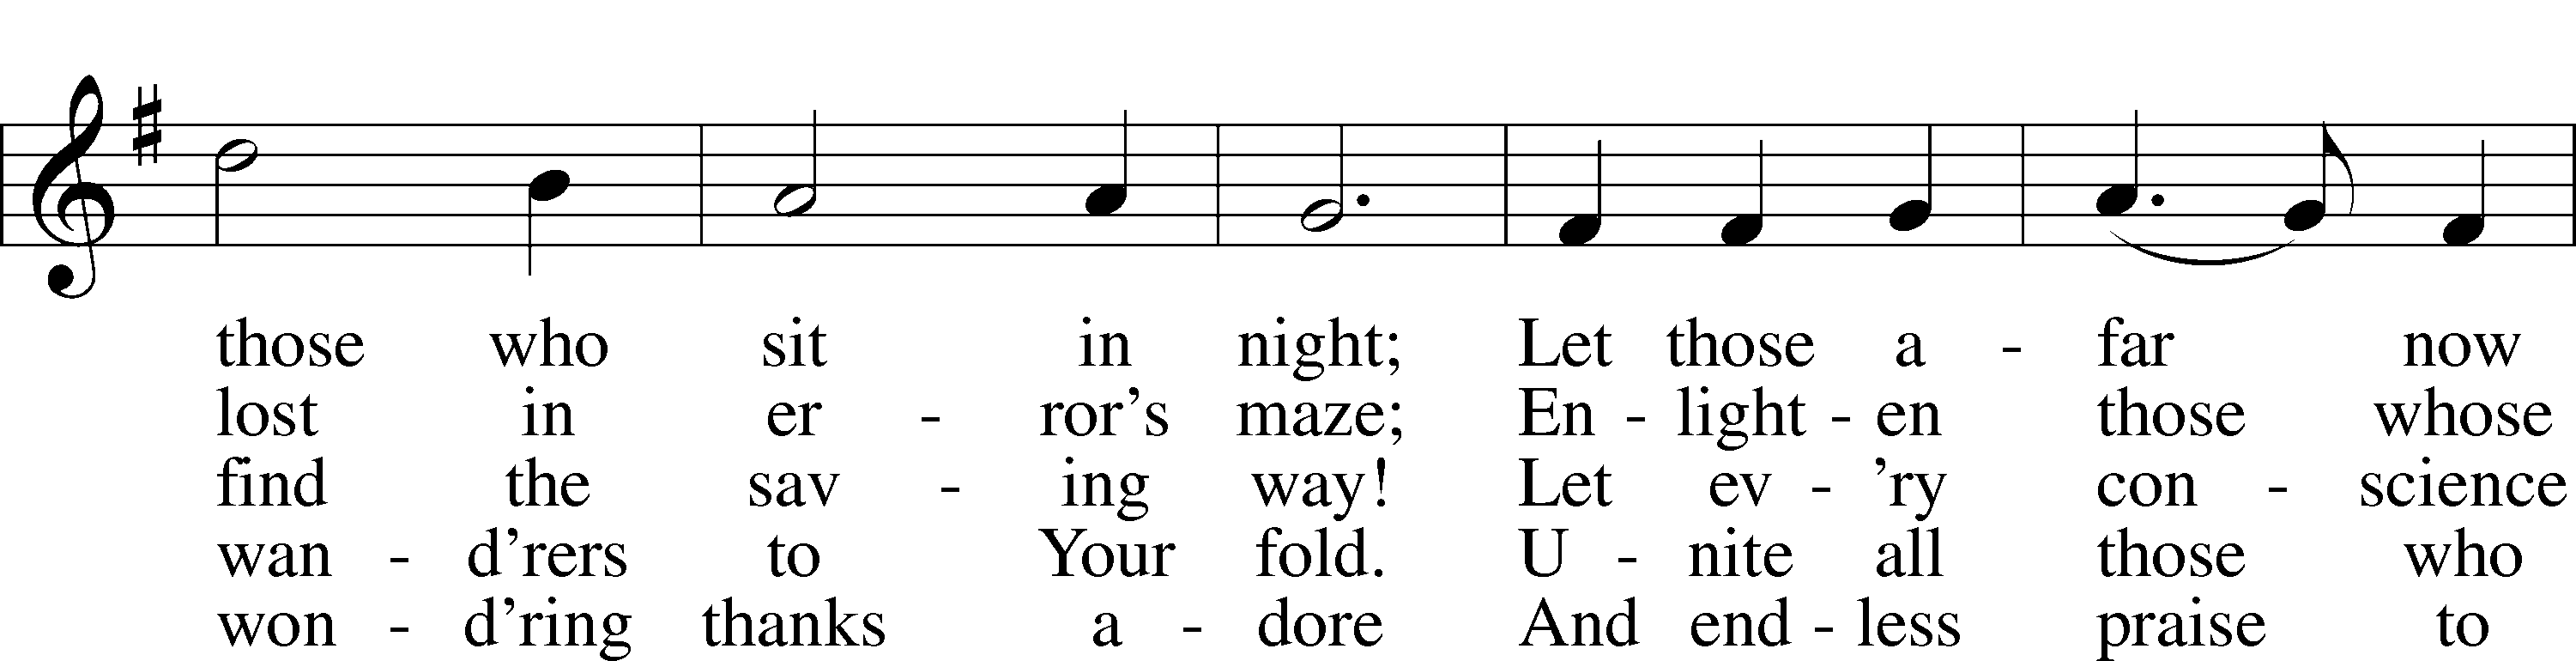 those who sit in night; Let those a - far now
lost in er - ror's maze; En - light - en those whose
find the sav - ing way! Let ev - 'ry con - science
wan - d'rers to Your fold. U - nite all those who
won - d'ring thanks a - dore And end - less praise to